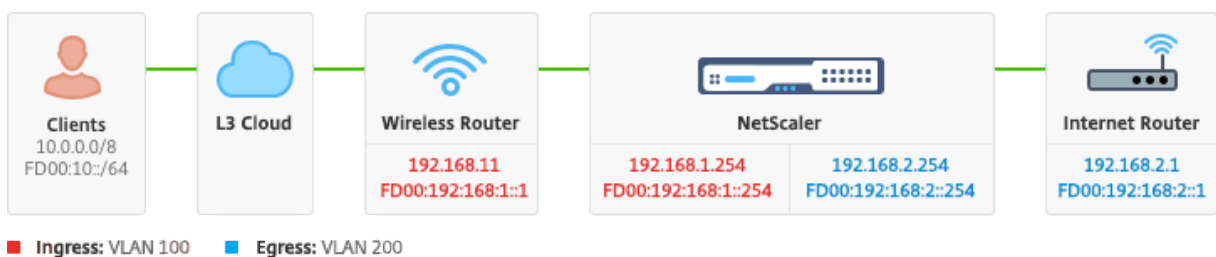 Clients
10.0.0.0/8
FD00:10::/64
L3 Cloud
Wireless Router
192.168.11
FD00:192:168:1::1
NetScaler
192.168.1.254
FD00:192:168:1::254
192.168.2.254
FD00:192:168:2::254
Internet Router
192.168.2.1
FD00:192:168:2::1
Ingress: VLAN 100
Egress: VLAN 200